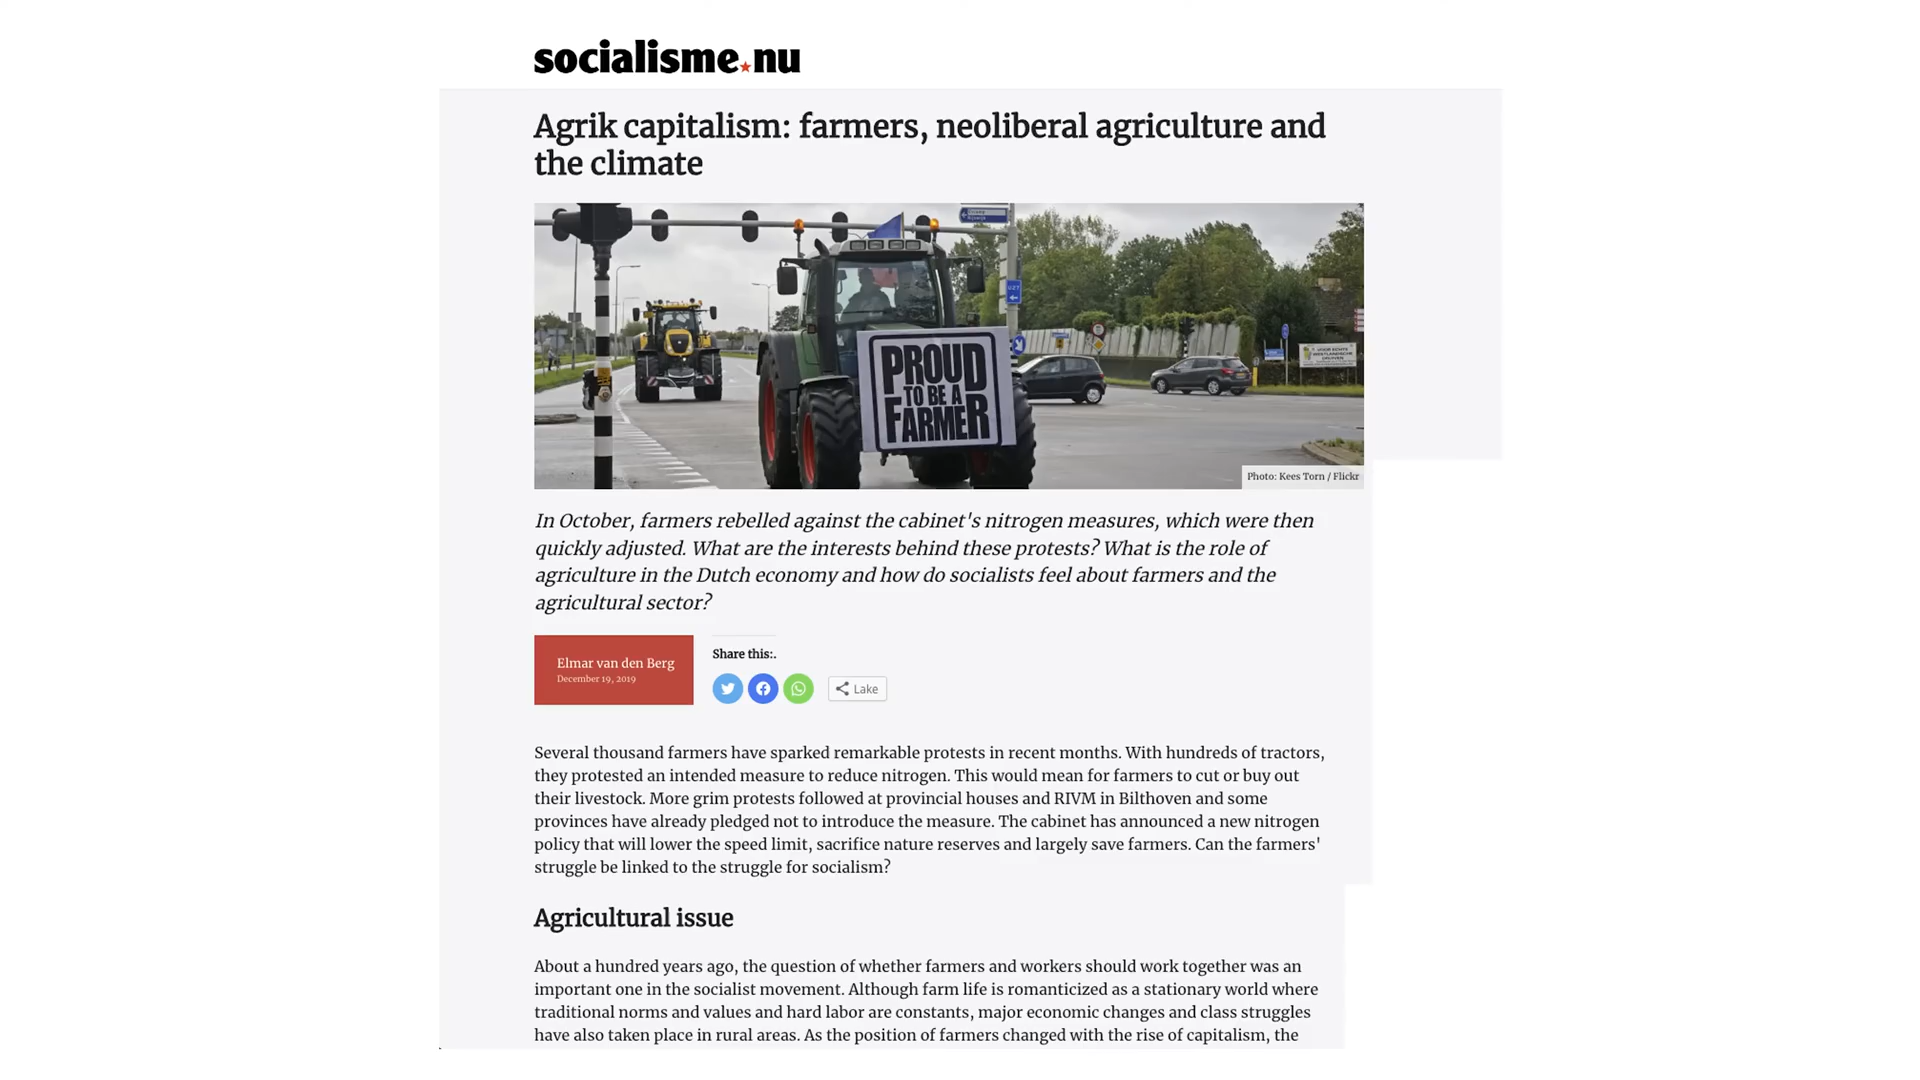 socialisme.nu
Agrik capitalism: farmers, neoliberal agriculture and
the climate
PROUD
TO BE A
FARMER
Photo: Kees Torn / Flickr
In October, farmers rebelled against the cabinet's nitrogen measures, which were then
quickly adjusted. What are the interests behind these protests? What is the role of
agriculture in the Dutch economy and how do socialists feel about farmers and the
agricultural sector?
Elmar van den Berg
December 19, 2019
Share this:.
Lake
Several thousand farmers have sparked remarkable protests in recent months. With hundreds of tractors,
they protested an intended measure to reduce nitrogen. This would mean for farmers to cut or buy out
their livestock. More grim protests followed at provincial houses and RIVM in Bilthoven and some
provinces have already pledged not to introduce the measure. The cabinet has announced a new nitrogen
policy that will lower the speed limit, sacrifice nature reserves and largely save farmers. Can the farmers'
struggle be linked to the struggle for socialism?
Agricultural issue
About a hundred years ago, the question of whether farmers and workers should work together was an
important one in the socialist movement. Although farm life is romanticized as a stationary world where
traditional norms and values and hard labor are constants, major economic changes and class struggles
have also taken place in rural areas. As the position of farmers changed with the rise of capitalism, the